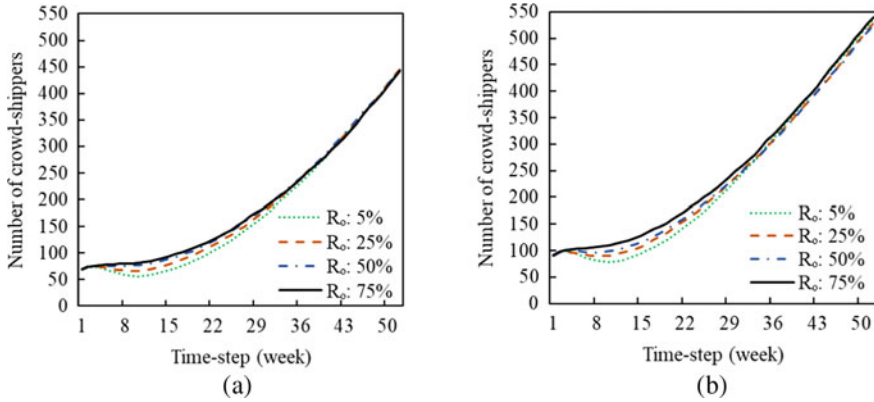 550
500
450
400
350
300
250
200
150
100
50
0
Number of crowd-shippers
Rₒ: 5%
Rₒ: 25%
Rₒ: 50%
Rₒ: 75%
1 8 15 22 29 36 43 50
Time-step (week)
(a)
550
500
450
400
350
300
250
200
150
100
50
0
Number of crowd-shippers
Rₒ: 5%
Rₒ: 25%
Rₒ: 50%
Rₒ: 75%
1 8 15 22 29 36 43 50
Time-step (week)
(b)